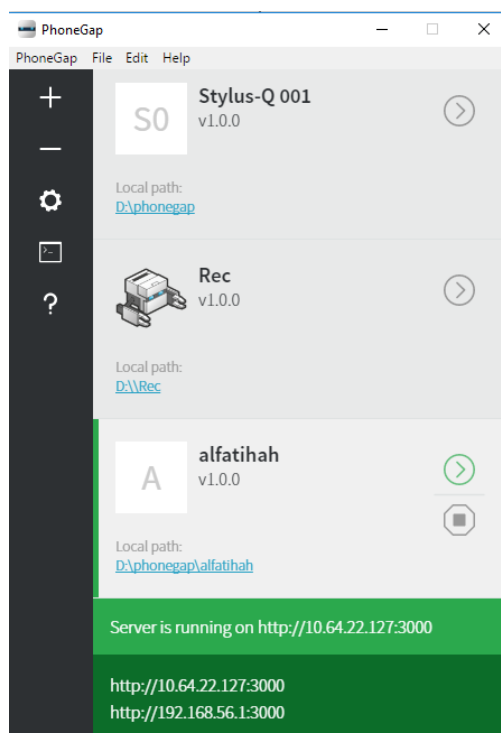 PhoneGap
PhoneGap File Edit Help
S0
Stylus-Q 001
v1.0.0
Local path:
D:\phonegap
Rec
v1.0.0
Local path:
D:\\Rec
A
alfatihah
v1.0.0
Local path:
D:\phonegap\alfatihah
Server is running on http://10.64.22.127:3000
http://10.64.22.127:3000
http://192.168.56.1:3000